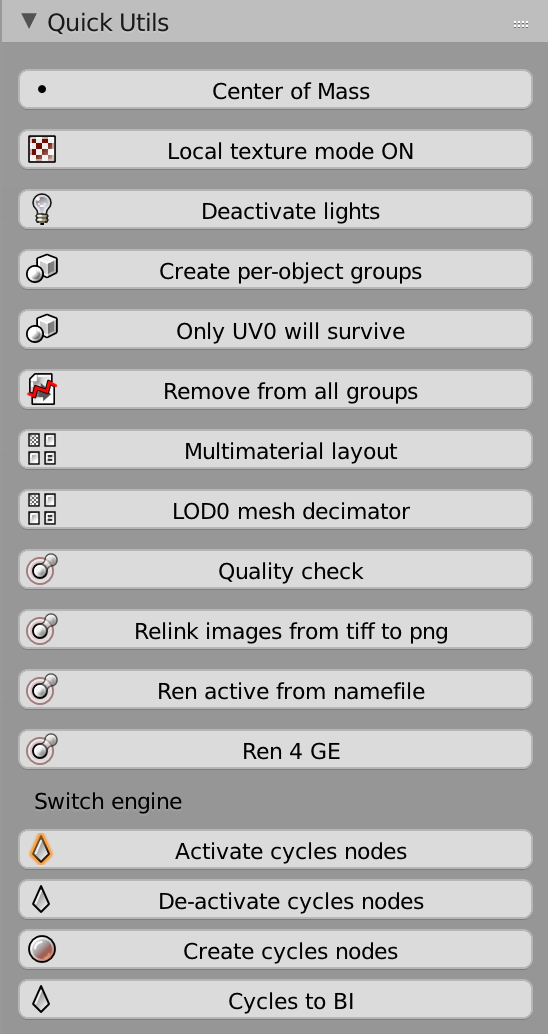 Quick Utils
Center of Mass
Local texture mode ON
Deactivate lights
Create per-object groups
Only UV0 will survive
Remove from all groups
Multimaterial layout
LOD0 mesh decimator
Quality check
Relink images from tiff to png
Ren active from namefile
Ren 4 GE
Switch engine
Activate cycles nodes
De-activate cycles nodes
Create cycles nodes
Cycles to BI